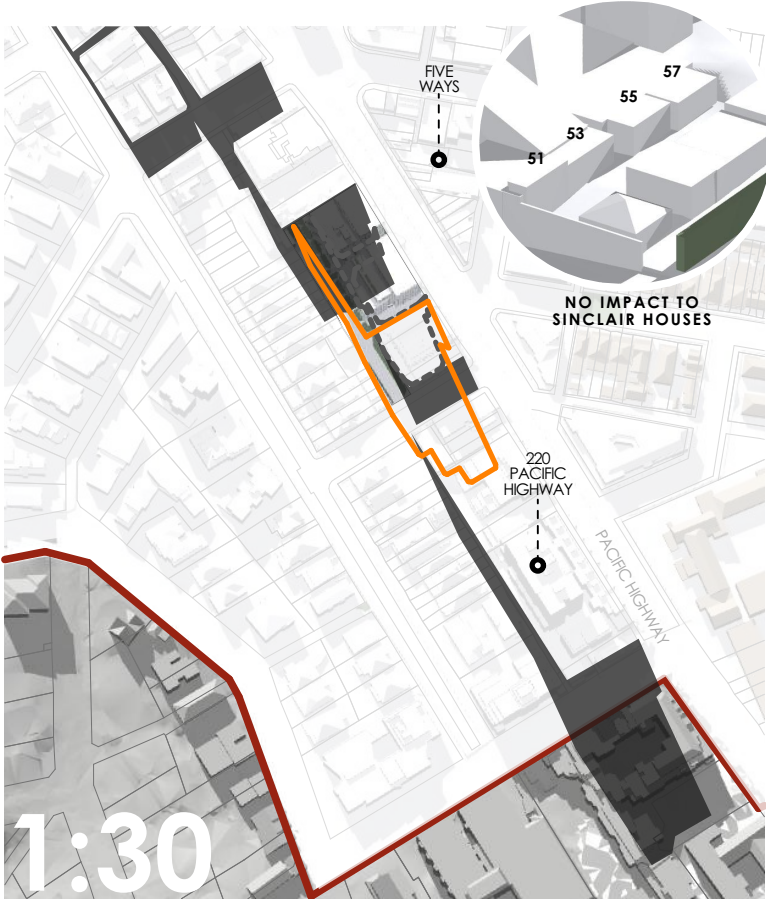 FIVE
WAYS
57
55
53
51
NO IMPACT TO
SINCLAIR HOUSES
220
PACIFIC
HIGHWAY
PACIFIC HIGHWAY
1:30